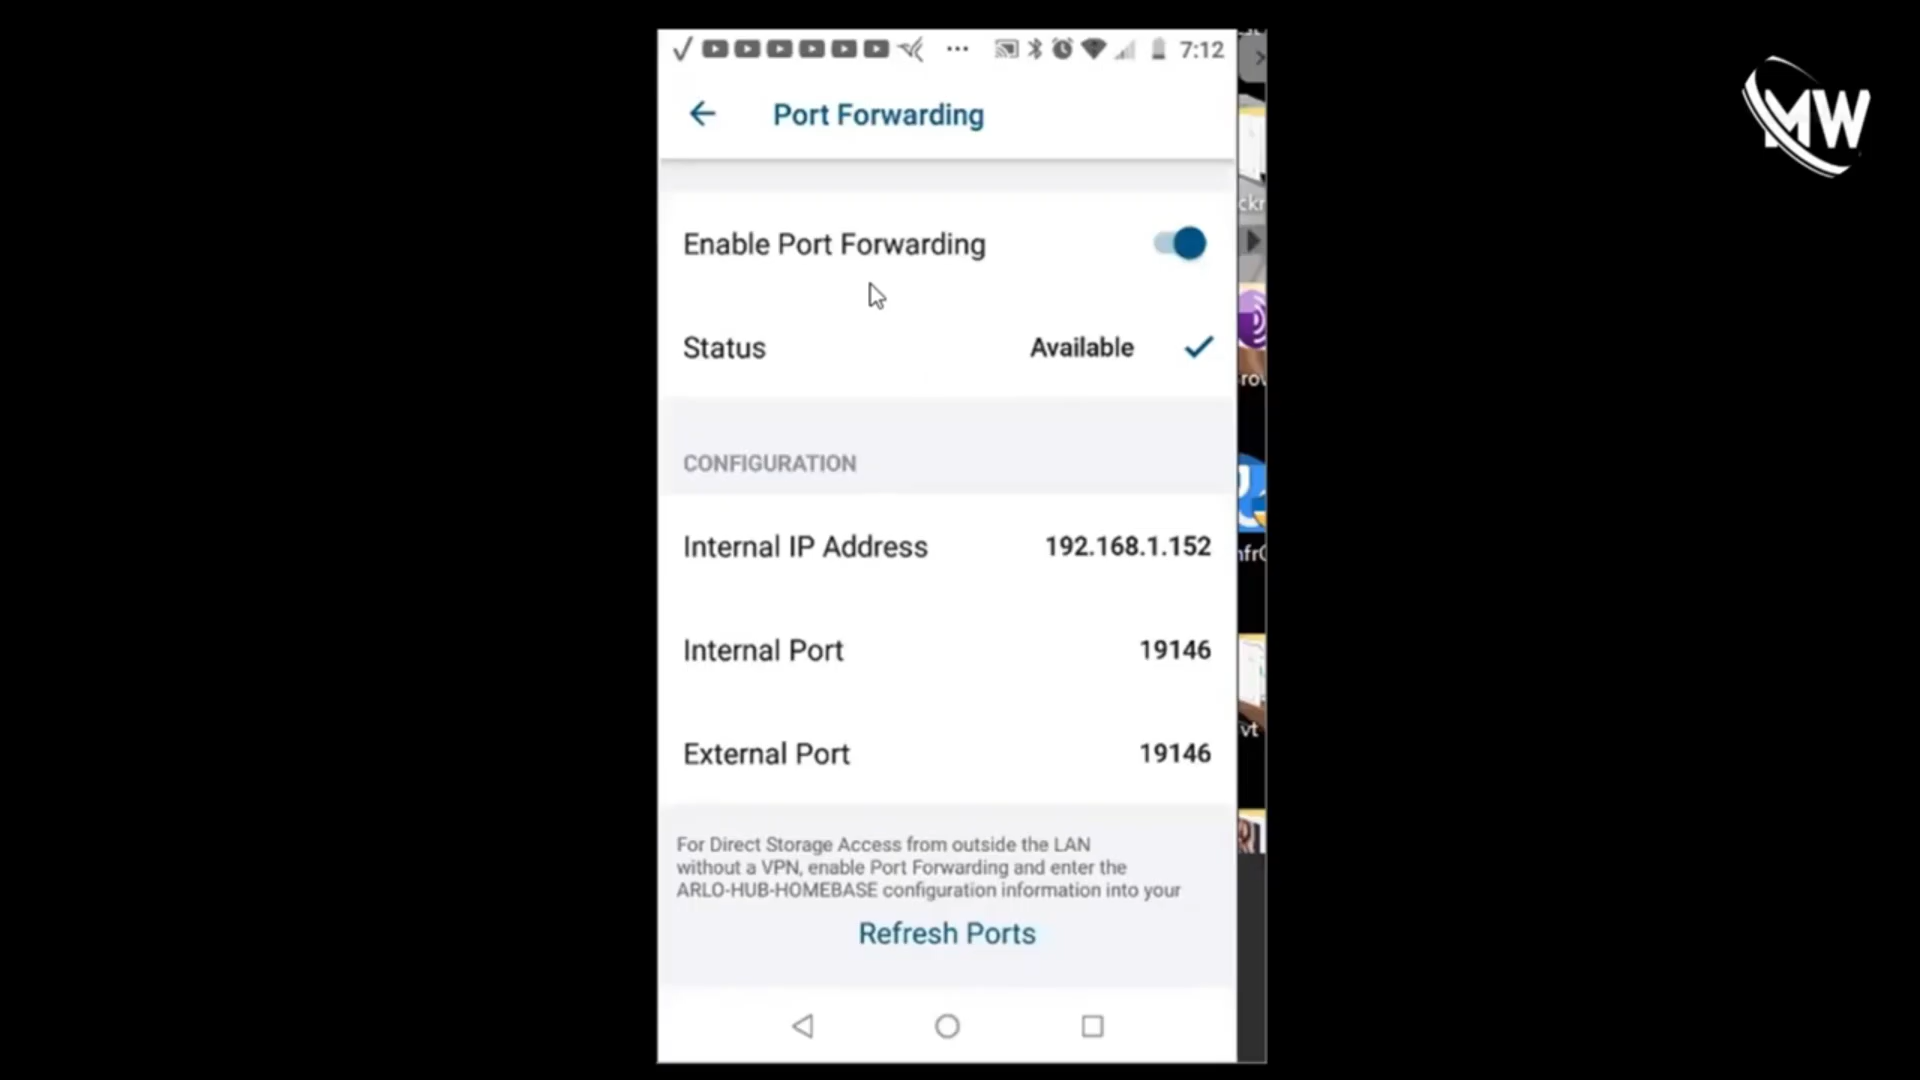 7:12
MW
Port Forwarding
Enable Port Forwarding
Status Available
CONFIGURATION
Internal IP Address 192.168.1.152
Internal Port 19146
External Port 19146
For Direct Storage Access from outside the LAN
without a VPN, enable Port Forwarding and enter the
ARLO-HUB-HOMEBASE configuration information into your
Refresh Ports
vt